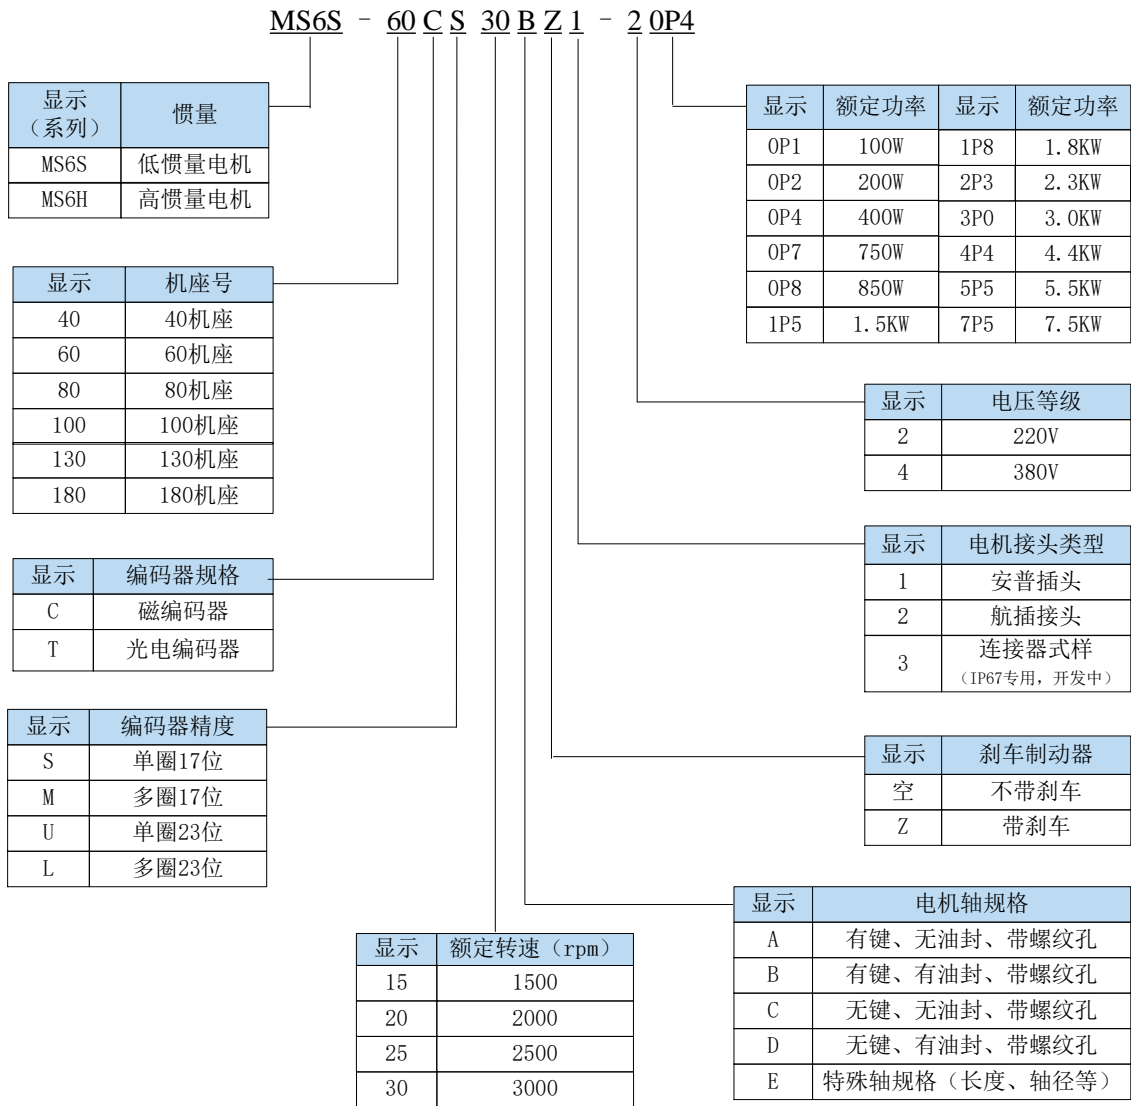 MS6S - 60 C S 30 B Z 1 - 2 0P4
显示
（系列） 惯量
MS6S 低惯量电机
MS6H 高惯量电机
显示 机座号
40 40机座
60 60机座
80 80机座
100 100机座
130 130机座
180 180机座
显示 编码器规格
C 磁编码器
T 光电编码器
显示 编码器精度
S 单圈17位
M 多圈17位
U 单圈23位
L 多圈23位
显示 额定转速（rpm）
15 1500
20 2000
25 2500
30 3000
显示 额定功率 显示 额定功率
0P1 100W 1P8 1.8KW
0P2 200W 2P3 2.3KW
0P4 400W 3P0 3.0KW
0P7 750W 4P4 4.4KW
0P8 850W 5P5 5.5KW
1P5 1.5KW 7P5 7.5KW
显示 电压等级
2 220V
4 380V
显示 电机接头类型
1 安普插头
2 航插接头
3 连接器式样
（IP67专用，开发中）
显示 刹车制动器
空 不带刹车
Z 带刹车
显示 电机轴规格
A 有键、无油封、带螺纹孔
B 有键、有油封、带螺纹孔
C 无键、无油封、带螺纹孔
D 无键、有油封、带螺纹孔
E 特殊轴规格（长度、轴径等）